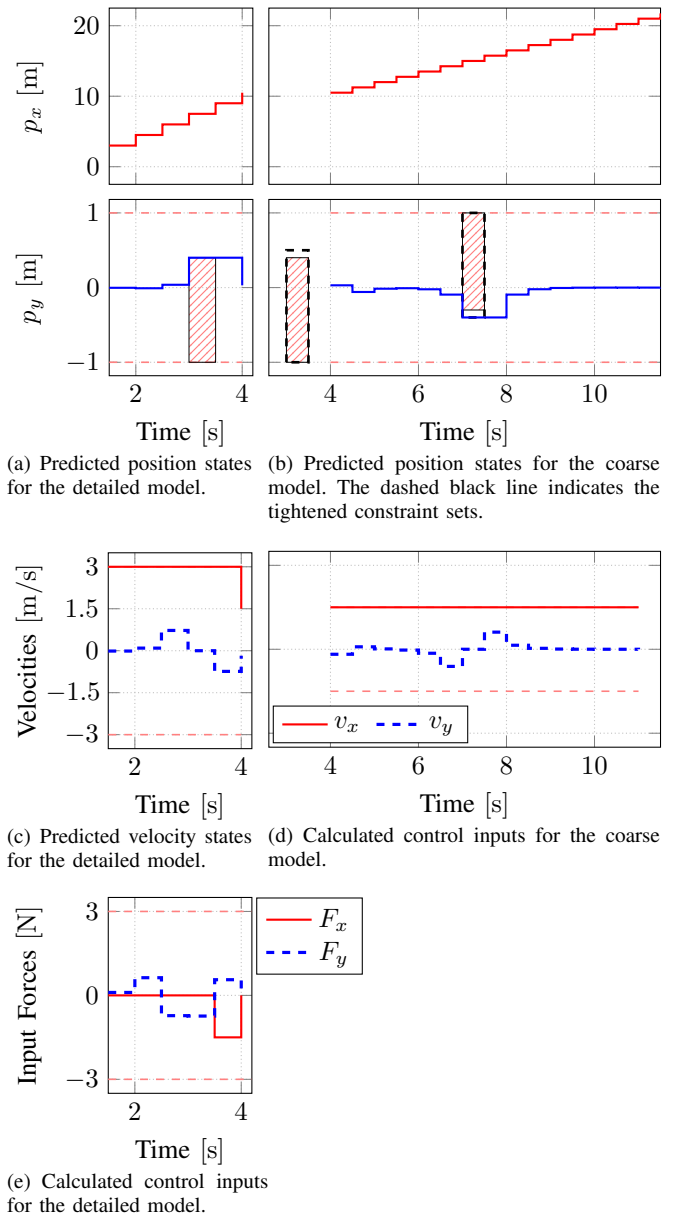 20
10
0
p_x [m]
1
0
−1
p_y [m]
2 4
4 6 8 10
Time [s]
Time [s]
(a) Predicted position states
for the detailed model.
(b) Predicted position states for the coarse
model. The dashed black line indicates the
tightened constraint sets.
3
1.5
0
−1.5
−3
Velocities [m/s]
v_x v_y
2 4
4 6 8 10
Time [s]
Time [s]
(c) Predicted velocity states
for the detailed model.
(d) Calculated control inputs for the coarse
model.
3
0
−3
Input Forces [N]
F_x
F_y
2 4
Time [s]
(e) Calculated control inputs
for the detailed model.